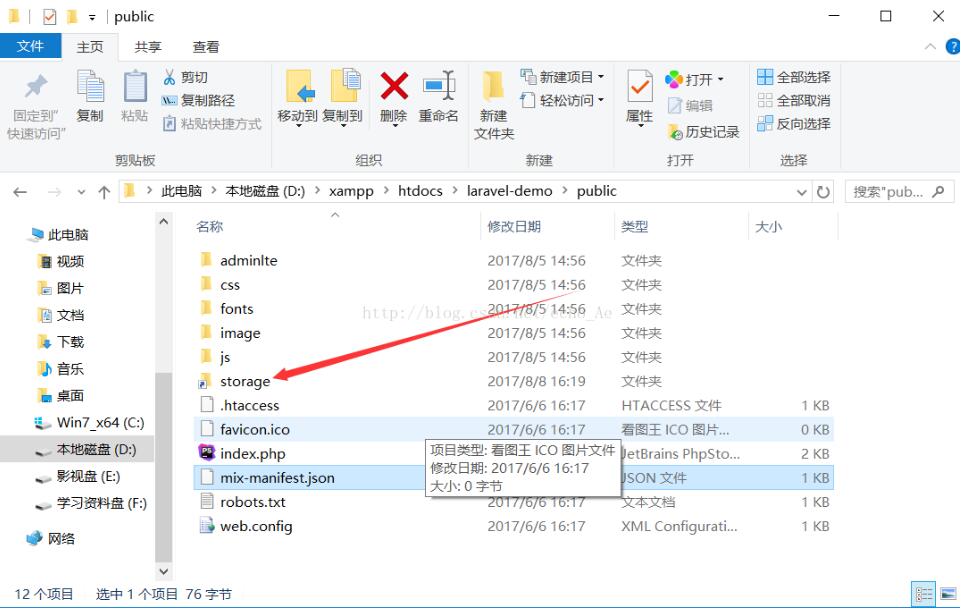 public
文件 主页 共享 查看
固定到"快速访问"
复制
粘贴
剪切
复制路径
粘贴快捷方式
移动到 复制到
删除 重命名
新建文件夹
新建项目
轻松访问
属性
打开
编辑
历史记录
全部选择
全部取消
反向选择
剪贴板 组织 新建 打开 选择
此电脑 本地磁盘 (D:) xampp htdocs laravel-demo public
搜索"pub...
此电脑
视频
图片
文档
下载
音乐
桌面
Win7_x64 (C:)
本地磁盘 (D:)
影视盘 (E:)
学习资料盘 (F:)
网络
名称 修改日期 类型 大小
adminlte 2017/8/5 14:56 文件夹
css 2017/8/5 14:56 文件夹
fonts 2017/8/5 14:56 文件夹
image 2017/8/5 14:56 文件夹
js 2017/8/5 14:56 文件夹
storage 2017/8/8 16:19 文件夹
.htaccess 2017/6/6 16:17 HTACCESS 文件 1 KB
favicon.ico 2017/6/6 16:17 看图王 ICO 图片... 0 KB
index.php JetBrains PhpSto... 2 KB
mix-manifest.json JSON 文件 1 KB
robots.txt 2017/6/6 16:17 文本文档 1 KB
web.config 2017/6/6 16:17 XML Configurati... 1 KB
项目类型: 看图王 ICO 图片文件
修改日期: 2017/6/6 16:17
大小: 0 字节
12 个项目 选中 1 个项目 76 字节